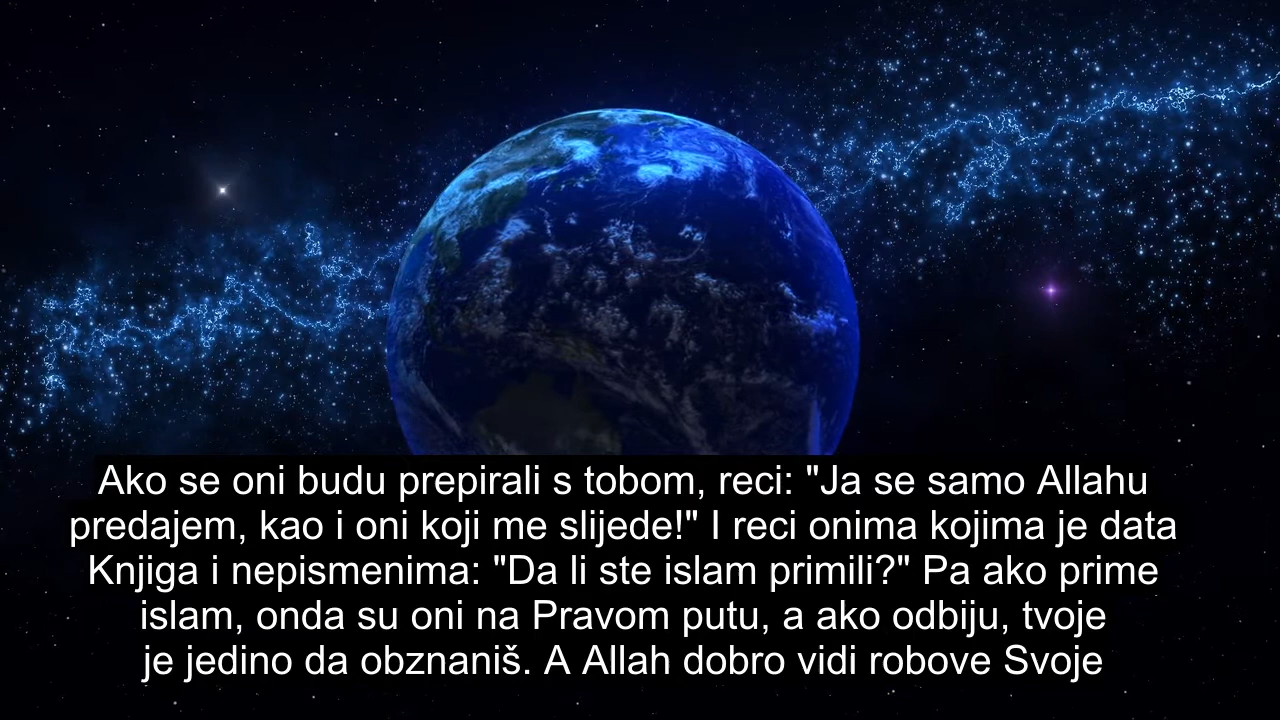 Ako se oni budu prepirali s tobom, reci: "Ja se samo Allahu
predajem, kao i oni koji me slijede!" I reci onima kojima je data
Knjiga i nepismenima: "Da li ste islam primili?" Pa ako prime
islam, onda su oni na Pravom putu, a ako odbiju, tvoje
je jedino da obznaniš. A Allah dobro vidi robove Svoje